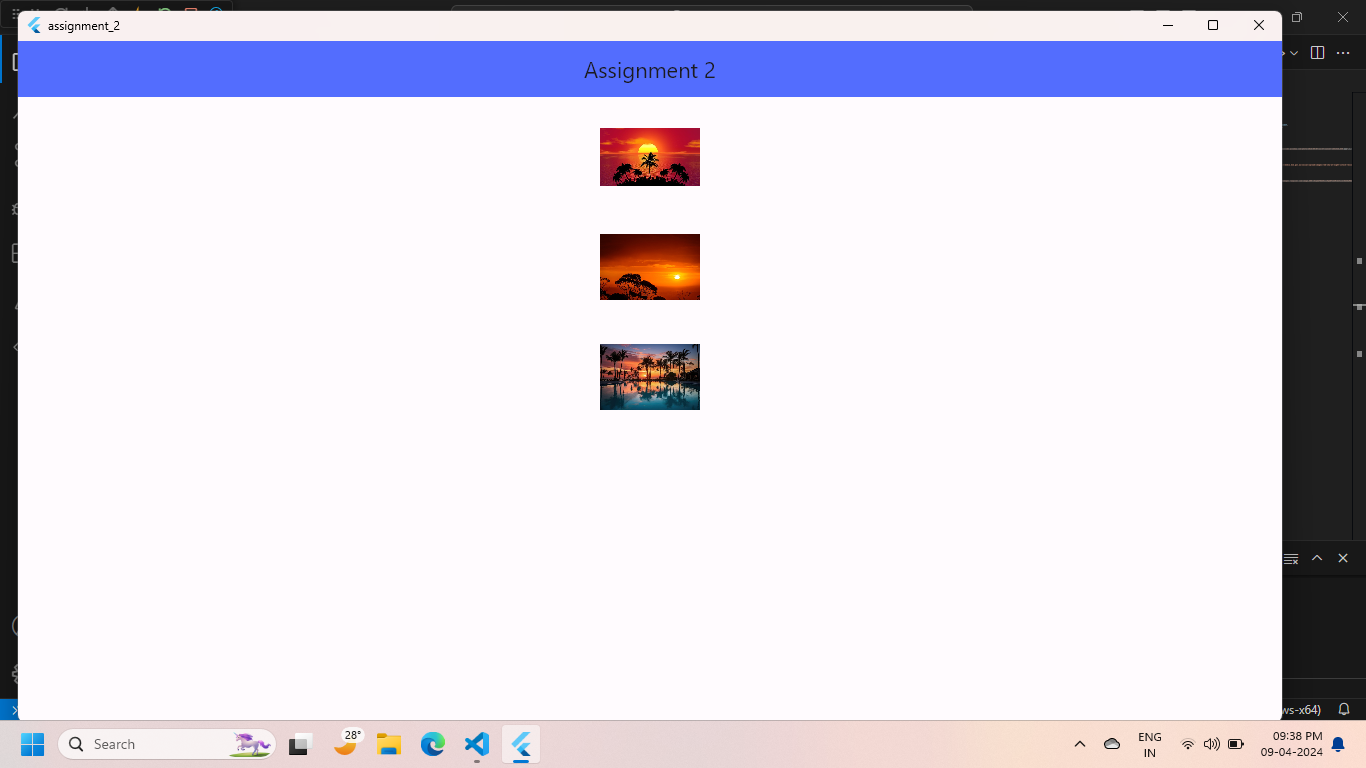 assignment_2
Assignment 2
ws-x64)
Search
28°
ENG
IN
09:38 PM
09-04-2024